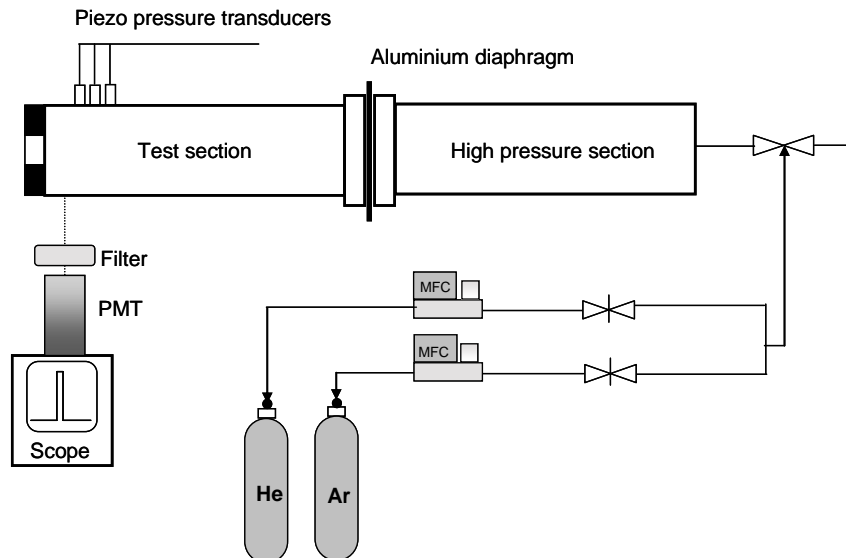 Piezo pressure transducers
Aluminium diaphragm
Test section
High pressure section
Filter
PMT
MFC
MFC
Scope
He
Ar